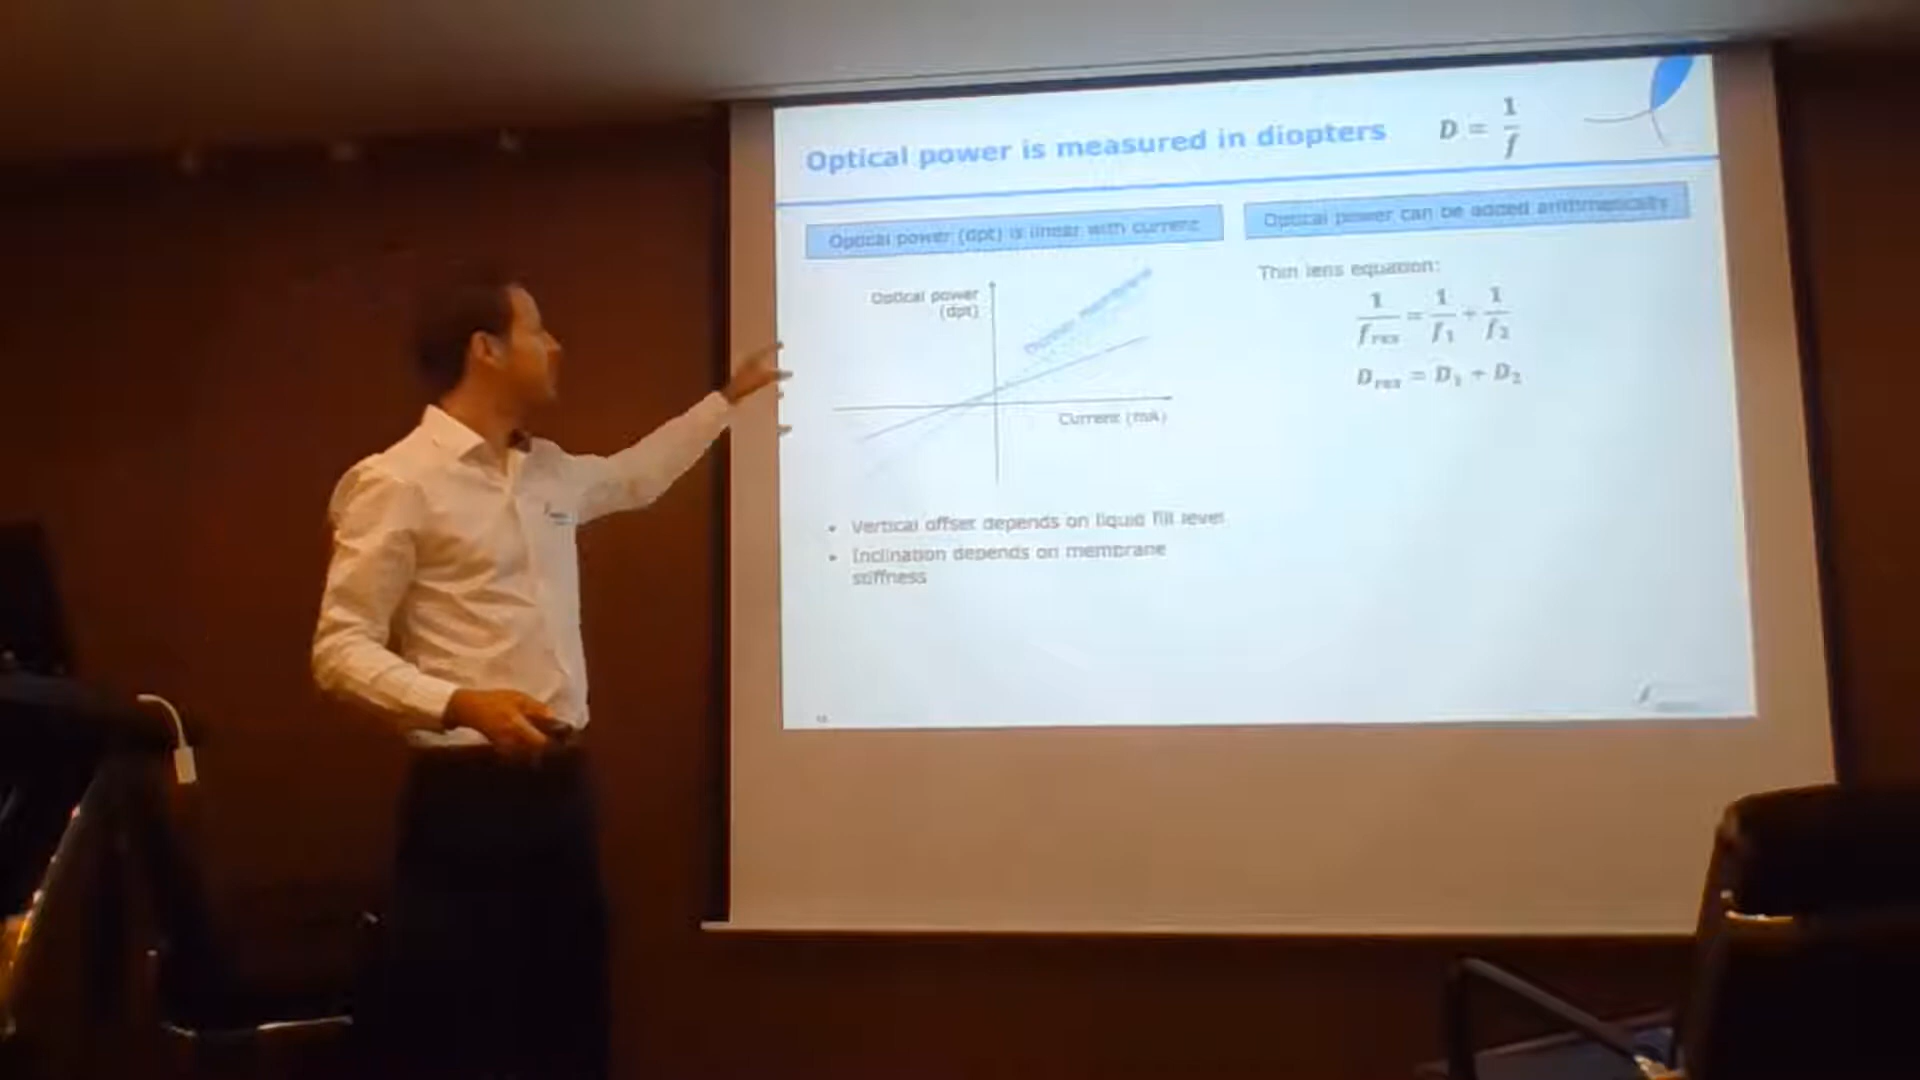 Optical power is measured in diopters
D = 1/f
Optical power (dpt) is linear with current
Optical power can be added arithmetically
Optical power
(dpt)
Current (mA)
Thin lens equation:
1/f_res = 1/f_1 + 1/f_2
D_res = D_1 + D_2
• Vertical offset depends on liquid fill level
• Inclination depends on membrane
stiffness